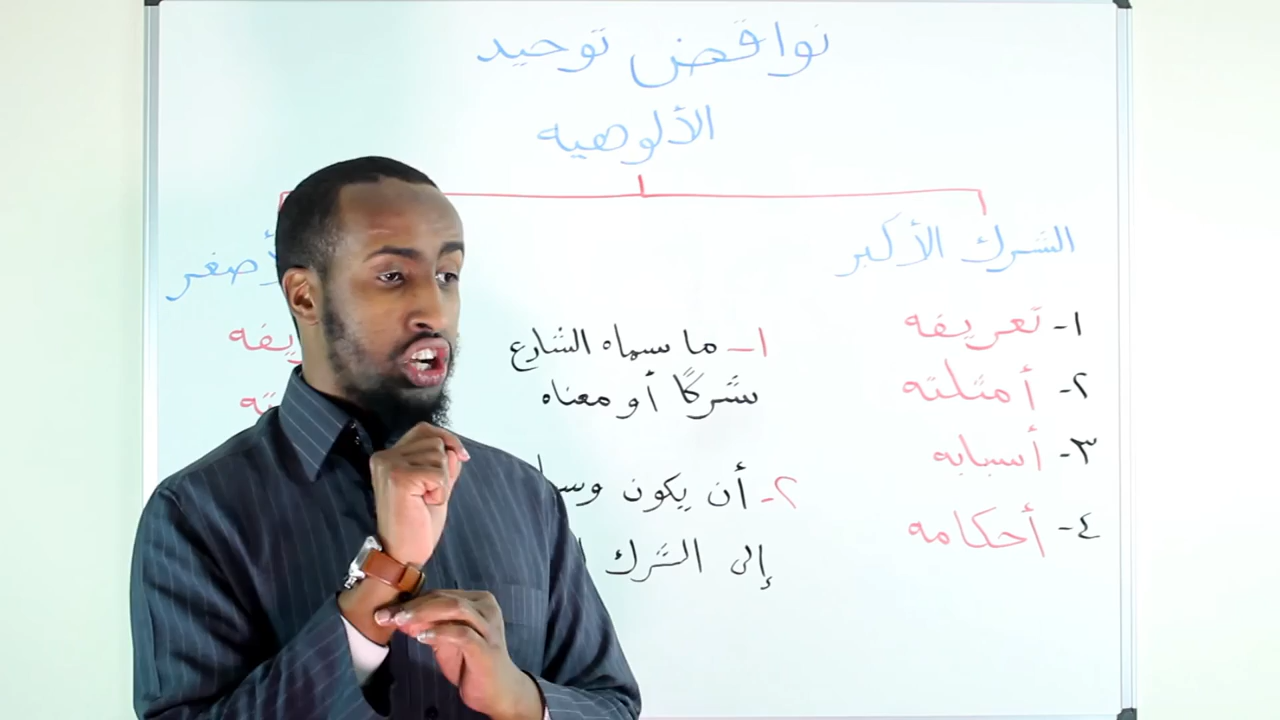 نواقض توحيد
الألوهيه
الشرك الأكبر
١- تعريفه
٢- أمثلته
٣- أسبابه
٤- أحكامه
١- ما سماه الشارع
شركًا أو معناه
٢- أن يكون
إلى الشرك